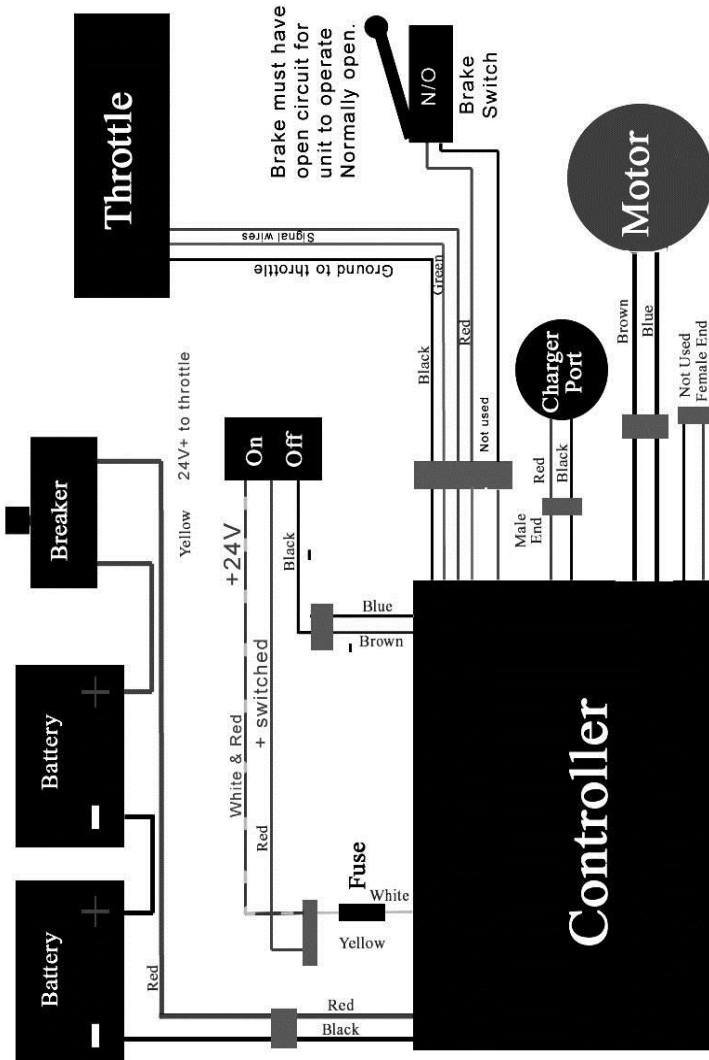 Throttle
Brake must have
open circuit for
unit to operate
Normally open.
N/O
Brake
Switch
Motor
Signal wires
Ground to throttle
Green
Black
Red
Not used
Brown
Blue
Not Used
Female End
Charger
Port
Red
Black
Male
End
Breaker
24V+ to throttle
Yellow
On
Off
+24V
Black
-
Blue
Brown
-
Battery
+
-
Battery
+
-
White & Red
+ switched
Red
Fuse
White
Yellow
Red
Red
Black
Controller